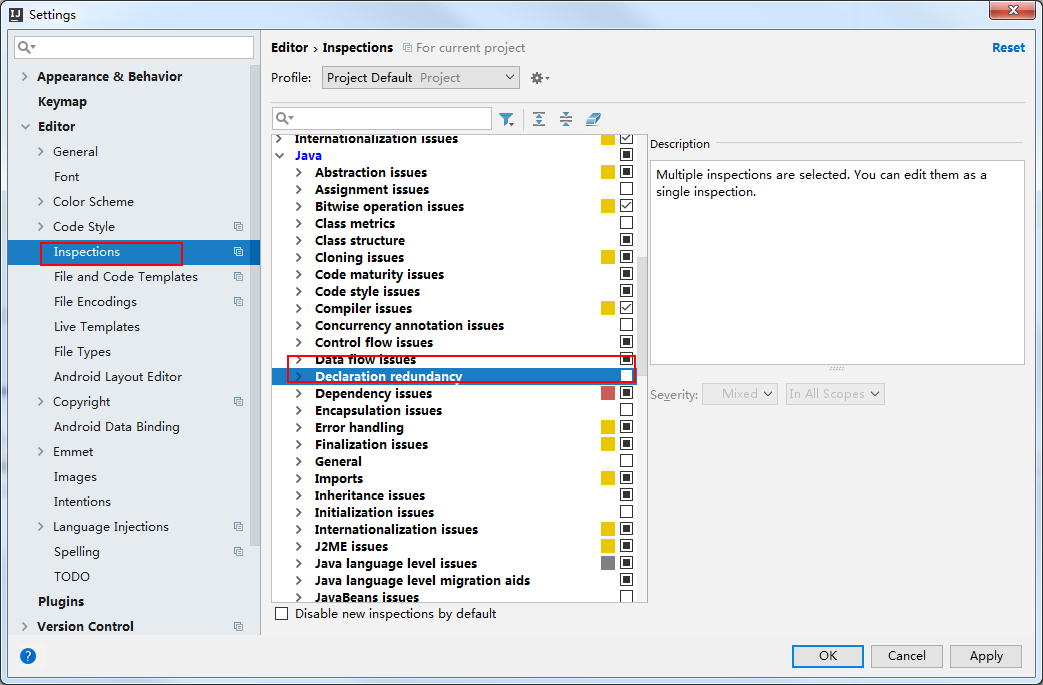 Settings
Appearance & Behavior
Keymap
Editor
General
Font
Color Scheme
Code Style
Inspections
File and Code Templates
File Encodings
Live Templates
File Types
Android Layout Editor
Copyright
Android Data Binding
Emmet
Images
Intentions
Language Injections
Spelling
TODO
Plugins
Version Control
Editor › Inspections For current project
Reset
Profile: Project Default Project
Internationalization issues
Java
Abstraction issues
Assignment issues
Bitwise operation issues
Class metrics
Class structure
Cloning issues
Code maturity issues
Code style issues
Compiler issues
Concurrency annotation issues
Control flow issues
Data flow issues
Declaration redundancy
Dependency issues
Encapsulation issues
Error handling
Finalization issues
General
Imports
Inheritance issues
Initialization issues
Internationalization issues
J2ME issues
Java language level issues
Java language level migration aids
JavaBeans issues
Disable new inspections by default
Description
Multiple inspections are selected. You can edit them as a
single inspection.
Severity: Mixed In All Scopes
OK Cancel Apply